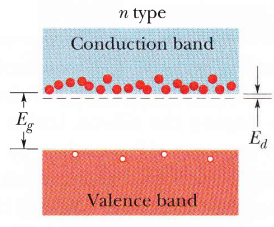 n type
Conduction band
E_g
E_d
Valence band